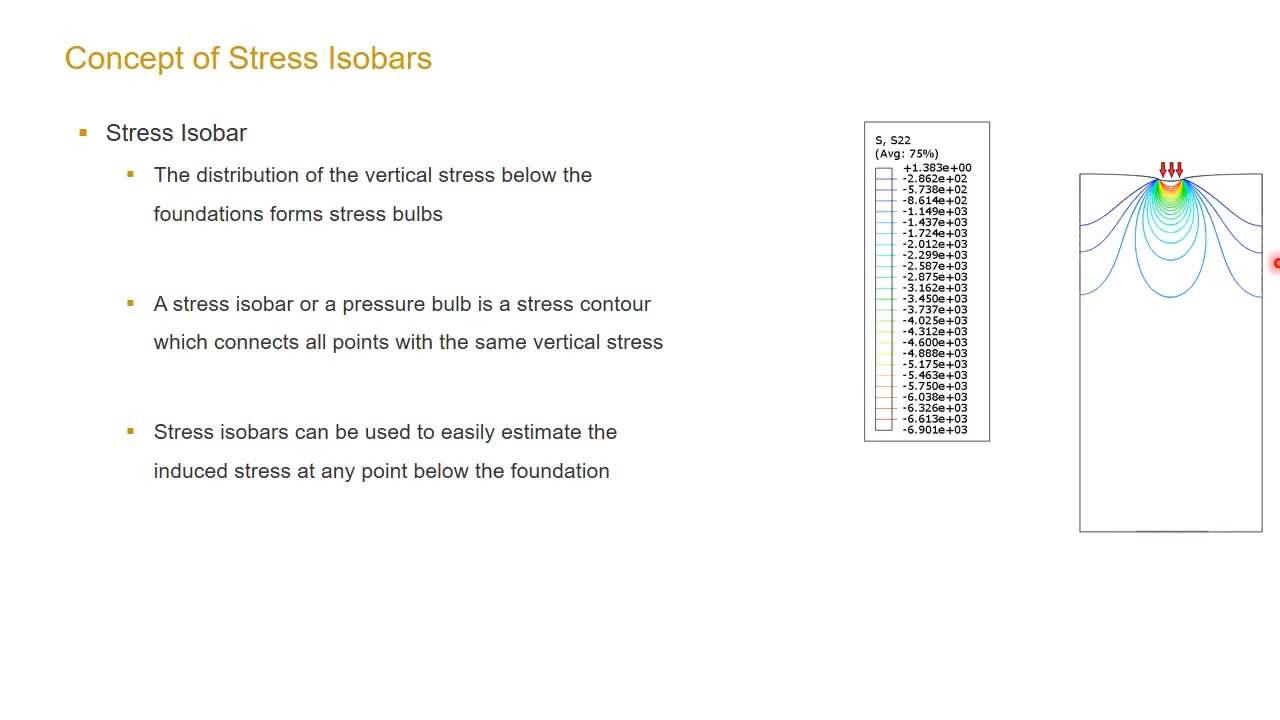 Concept of Stress Isobars
Stress Isobar
The distribution of the vertical stress below the
foundations forms stress bulbs
A stress isobar or a pressure bulb is a stress contour
which connects all points with the same vertical stress
Stress isobars can be used to easily estimate the
induced stress at any point below the foundation
S, S22
(Avg: 75%)
+1.383e+00
-2.862e+02
-5.738e+02
-8.614e+02
-1.149e+03
-1.437e+03
-1.724e+03
-2.012e+03
-2.299e+03
-2.587e+03
-2.875e+03
-3.162e+03
-3.450e+03
-3.737e+03
-4.025e+03
-4.312e+03
-4.600e+03
-4.888e+03
-5.175e+03
-5.463e+03
-5.750e+03
-6.038e+03
-6.326e+03
-6.613e+03
-6.901e+03